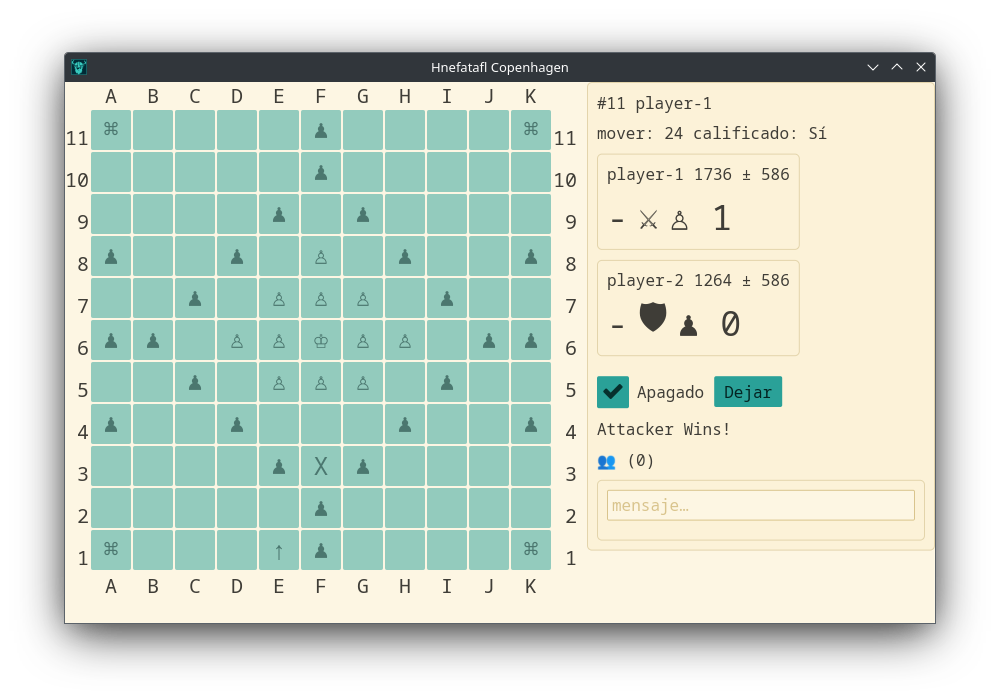 Hnefatafl Copenhagen
A B C D E F G H I J K
11 ⌘ ♟ ⌘ 11
10 ♟ 10
9 ♟ ♟ 9
8 ♟ ♟ ♙ ♟ ♟ 8
7 ♟ ♙ ♙ ♙ ♟ 7
6 ♟ ♟ ♙ ♙ ♔ ♙ ♙ ♟ ♟ 6
5 ♟ ♙ ♙ ♙ ♟ 5
4 ♟ ♟ ♟ ♟ 4
3 ♟ X ♟ 3
2 ♟ 2
1 ⌘ ↑ ♟ ⌘ 1
A B C D E F G H I J K
#11 player-1
mover: 24 calificado: Sí
player-1 1736 ± 586
- ⚔ ♙ 1
player-2 1264 ± 586
- ⛊ ♟ 0
Apagado Dejar
Attacker Wins!
👥 (0)
mensaje…